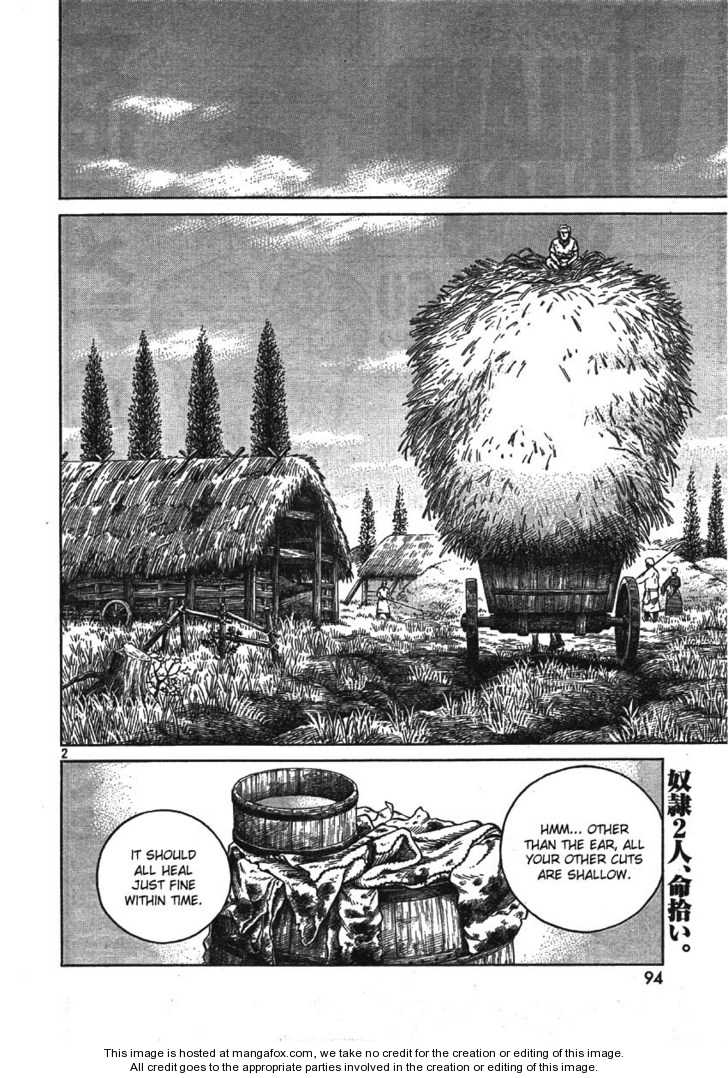 2
HMM... OTHER
THAN THE EAR, ALL
YOUR OTHER CUTS
ARE SHALLOW.
IT SHOULD
ALL HEAL
JUST FINE
WITHIN TIME.
奴隷2人、命拾い。
94
This image is hosted at mangafox.com, we take no credit for the creation or editing of this image.
All credit goes to the appropriate parties involved in the creation or editing of this image.